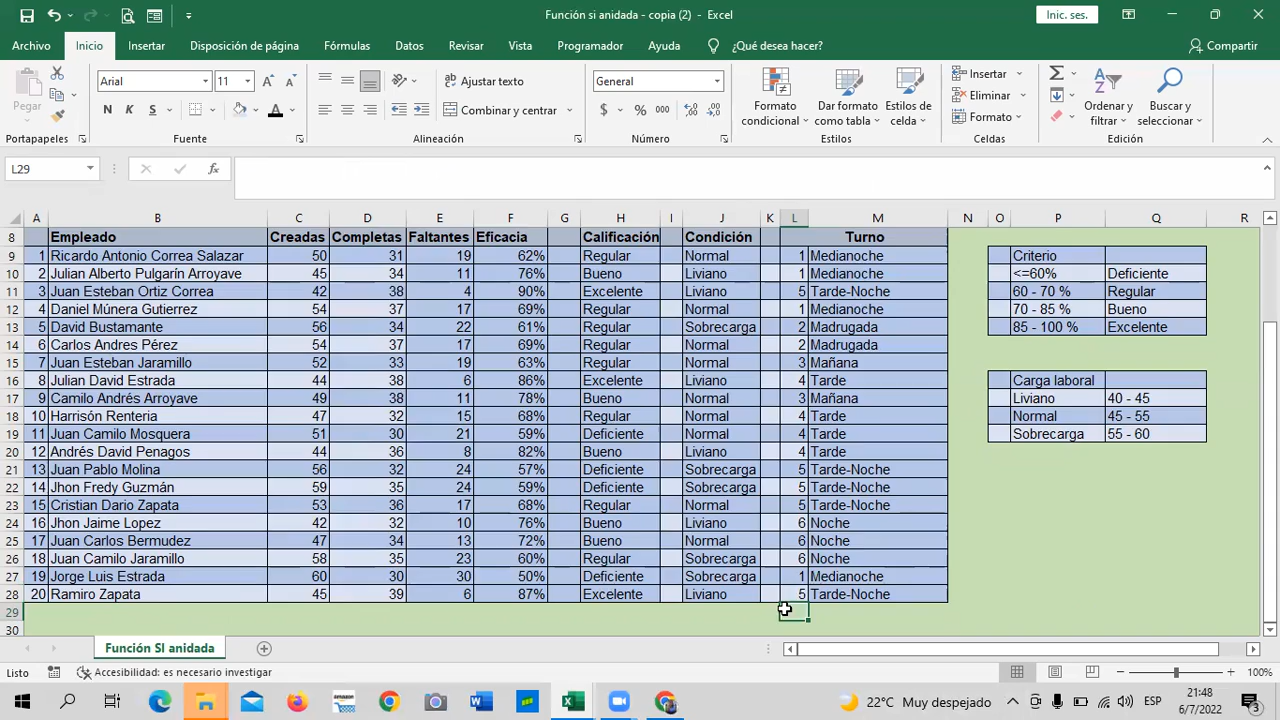 Función si anidada - copia (2) - Excel
Inic. ses.
Archivo Inicio Insertar Disposición de página Fórmulas Datos Revisar Vista Programador Ayuda ¿Qué desea hacer? Compartir
Pegar Arial 11 Ajustar texto General Formato condicional Dar formato como tabla Estilos de celda Insertar Ordenar y filtrar Buscar y seleccionar
N K S Combinar y centrar $ % 000 Eliminar
Formato
Portapapeles Fuente Alineación Número Estilos Celdas Edición
L29 fx
A B C D E F G H I J K L M N O P Q R
8 Empleado Creadas Completas Faltantes Eficacia Calificación Condición Turno
9 1 Ricardo Antonio Correa Salazar 50 31 19 62% Regular Normal 1 Medianoche Criterio
10 2 Julian Alberto Pulgarín Arroyave 45 34 11 76% Bueno Liviano 1 Medianoche <=60% Deficiente
11 3 Juan Esteban Ortiz Correa 42 38 4 90% Excelente Liviano 5 Tarde-Noche 60 - 70 % Regular
12 4 Daniel Múnera Gutierrez 54 37 17 69% Regular Normal 1 Medianoche 70 - 85 % Bueno
13 5 David Bustamante 56 34 22 61% Regular Sobrecarga 2 Madrugada 85 - 100 % Excelente
14 6 Carlos Andres Pérez 54 37 17 69% Regular Normal 2 Madrugada
15 7 Juan Esteban Jaramillo 52 33 19 63% Regular Normal 3 Mañana
16 8 Julian David Estrada 44 38 6 86% Excelente Liviano 4 Tarde Carga laboral
17 9 Camilo Andrés Arroyave 49 38 11 78% Bueno Normal 3 Mañana Liviano 40 - 45
18 10 Harrisón Renteria 47 32 15 68% Regular Normal 4 Tarde Normal 45 - 55
19 11 Juan Camilo Mosquera 51 30 21 59% Deficiente Normal 4 Tarde Sobrecarga 55 - 60
20 12 Andrés David Penagos 44 36 8 82% Bueno Liviano 4 Tarde
21 13 Juan Pablo Molina 56 32 24 57% Deficiente Sobrecarga 5 Tarde-Noche
22 14 Jhon Fredy Guzmán 59 35 24 59% Deficiente Sobrecarga 5 Tarde-Noche
23 15 Cristian Dario Zapata 53 36 17 68% Regular Normal 5 Tarde-Noche
24 16 Jhon Jaime Lopez 42 32 10 76% Bueno Liviano 6 Noche
25 17 Juan Carlos Bermudez 47 34 13 72% Bueno Normal 6 Noche
26 18 Juan Camilo Jaramillo 58 35 23 60% Regular Sobrecarga 6 Noche
27 19 Jorge Luis Estrada 60 30 30 50% Deficiente Sobrecarga 1 Medianoche
28 20 Ramiro Zapata 45 39 6 87% Excelente Liviano 5 Tarde-Noche
29
30
Función SI anidada
Listo Accesibilidad: es necesario investigar 100%
22°C Muy despejado ESP 21:48
6/7/2022 3